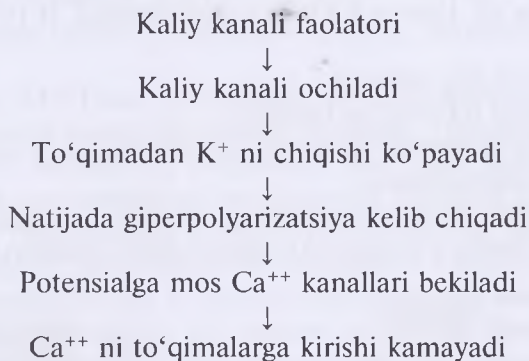 Kaliy kanali faolatori
↓
Kaliy kanali ochiladi
↓
To‘qimadan K⁺ ni chiqishi ko‘payadi
↓
Natijada giperpolyarizatsiya kelib chiqadi
↓
Potensialga mos Ca⁺⁺ kanallari bekiladi
↓
Ca⁺⁺ ni to‘qimalarga kirishi kamayadi